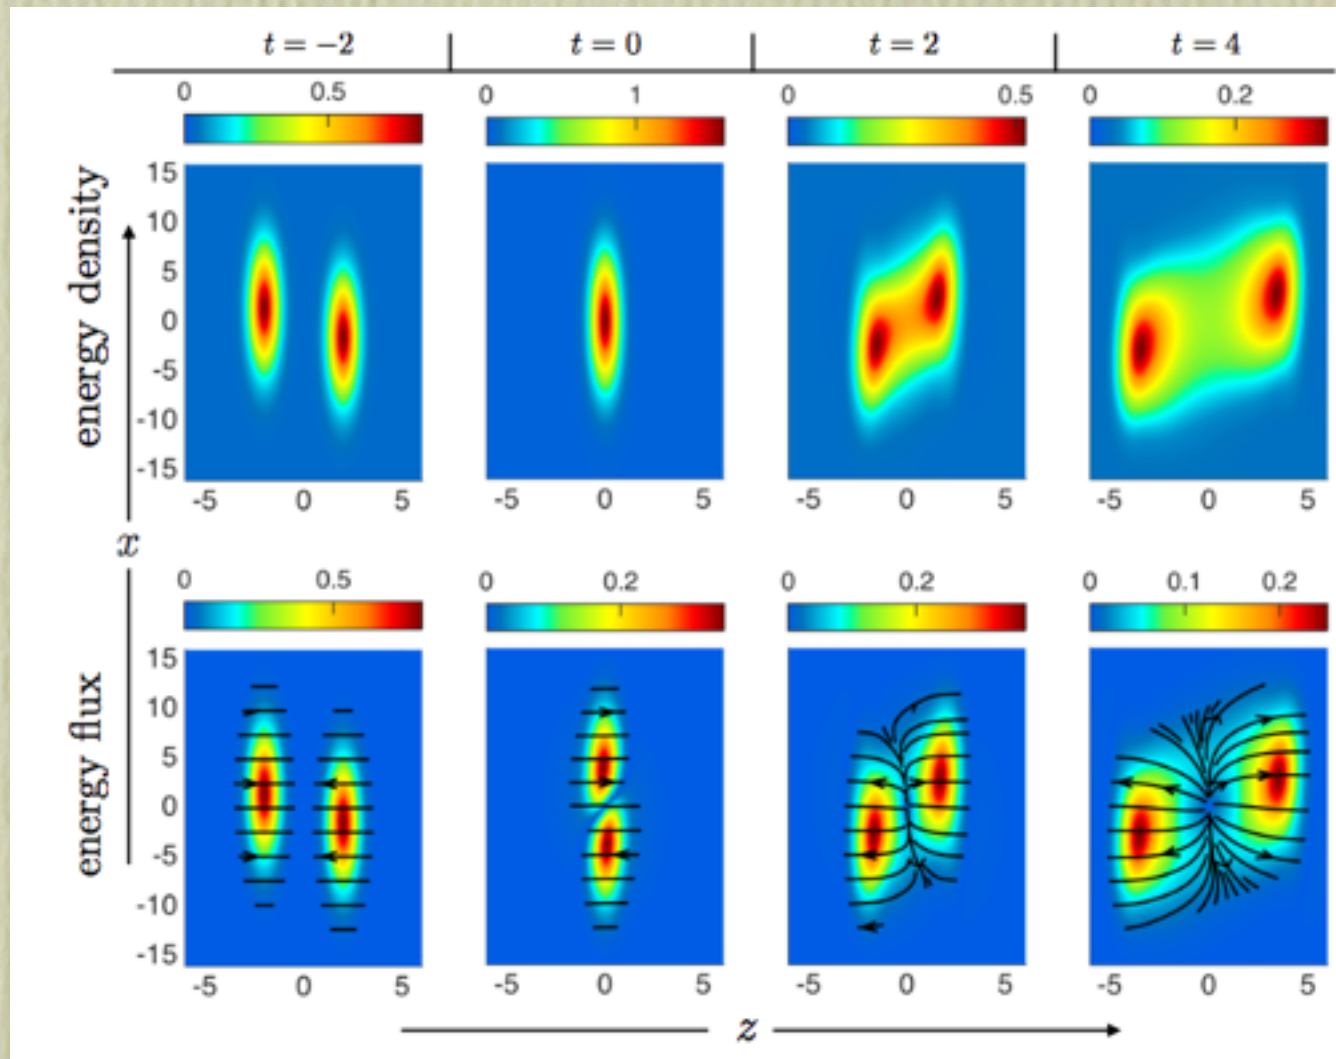 t = −2 t = 0 t = 2 t = 4
0 0.5 0 1 0 0.5 0 0.2
energy density
15
10
5
0
-5
-10
-15
-5 0 5 -5 0 5 -5 0 5 -5 0 5
x
0 0.5 0 0.2 0 0.2 0 0.1 0.2
energy flux
15
10
5
0
-5
-10
-15
-5 0 5 -5 0 5 -5 0 5 -5 0 5
z